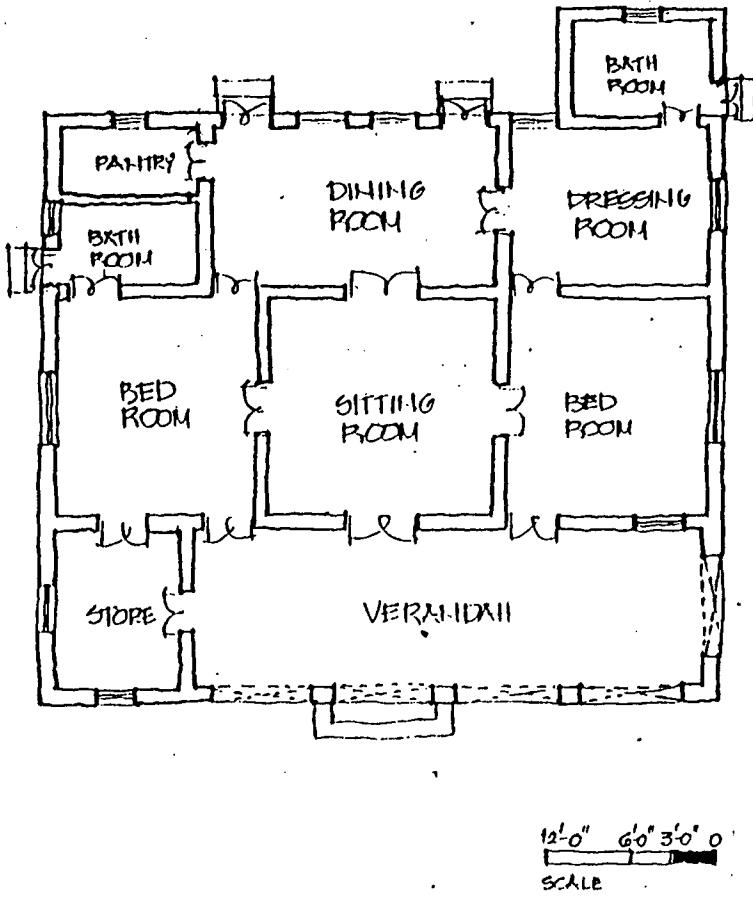 BATH
ROOM
PANTRY
DINING
ROOM
DRESSING
ROOM
BATH
ROOM
BED
ROOM
SITTING
ROOM
BED
ROOM
STORE
VERANDAH
12'-0" 6'0" 3'-0" 0
SCALE